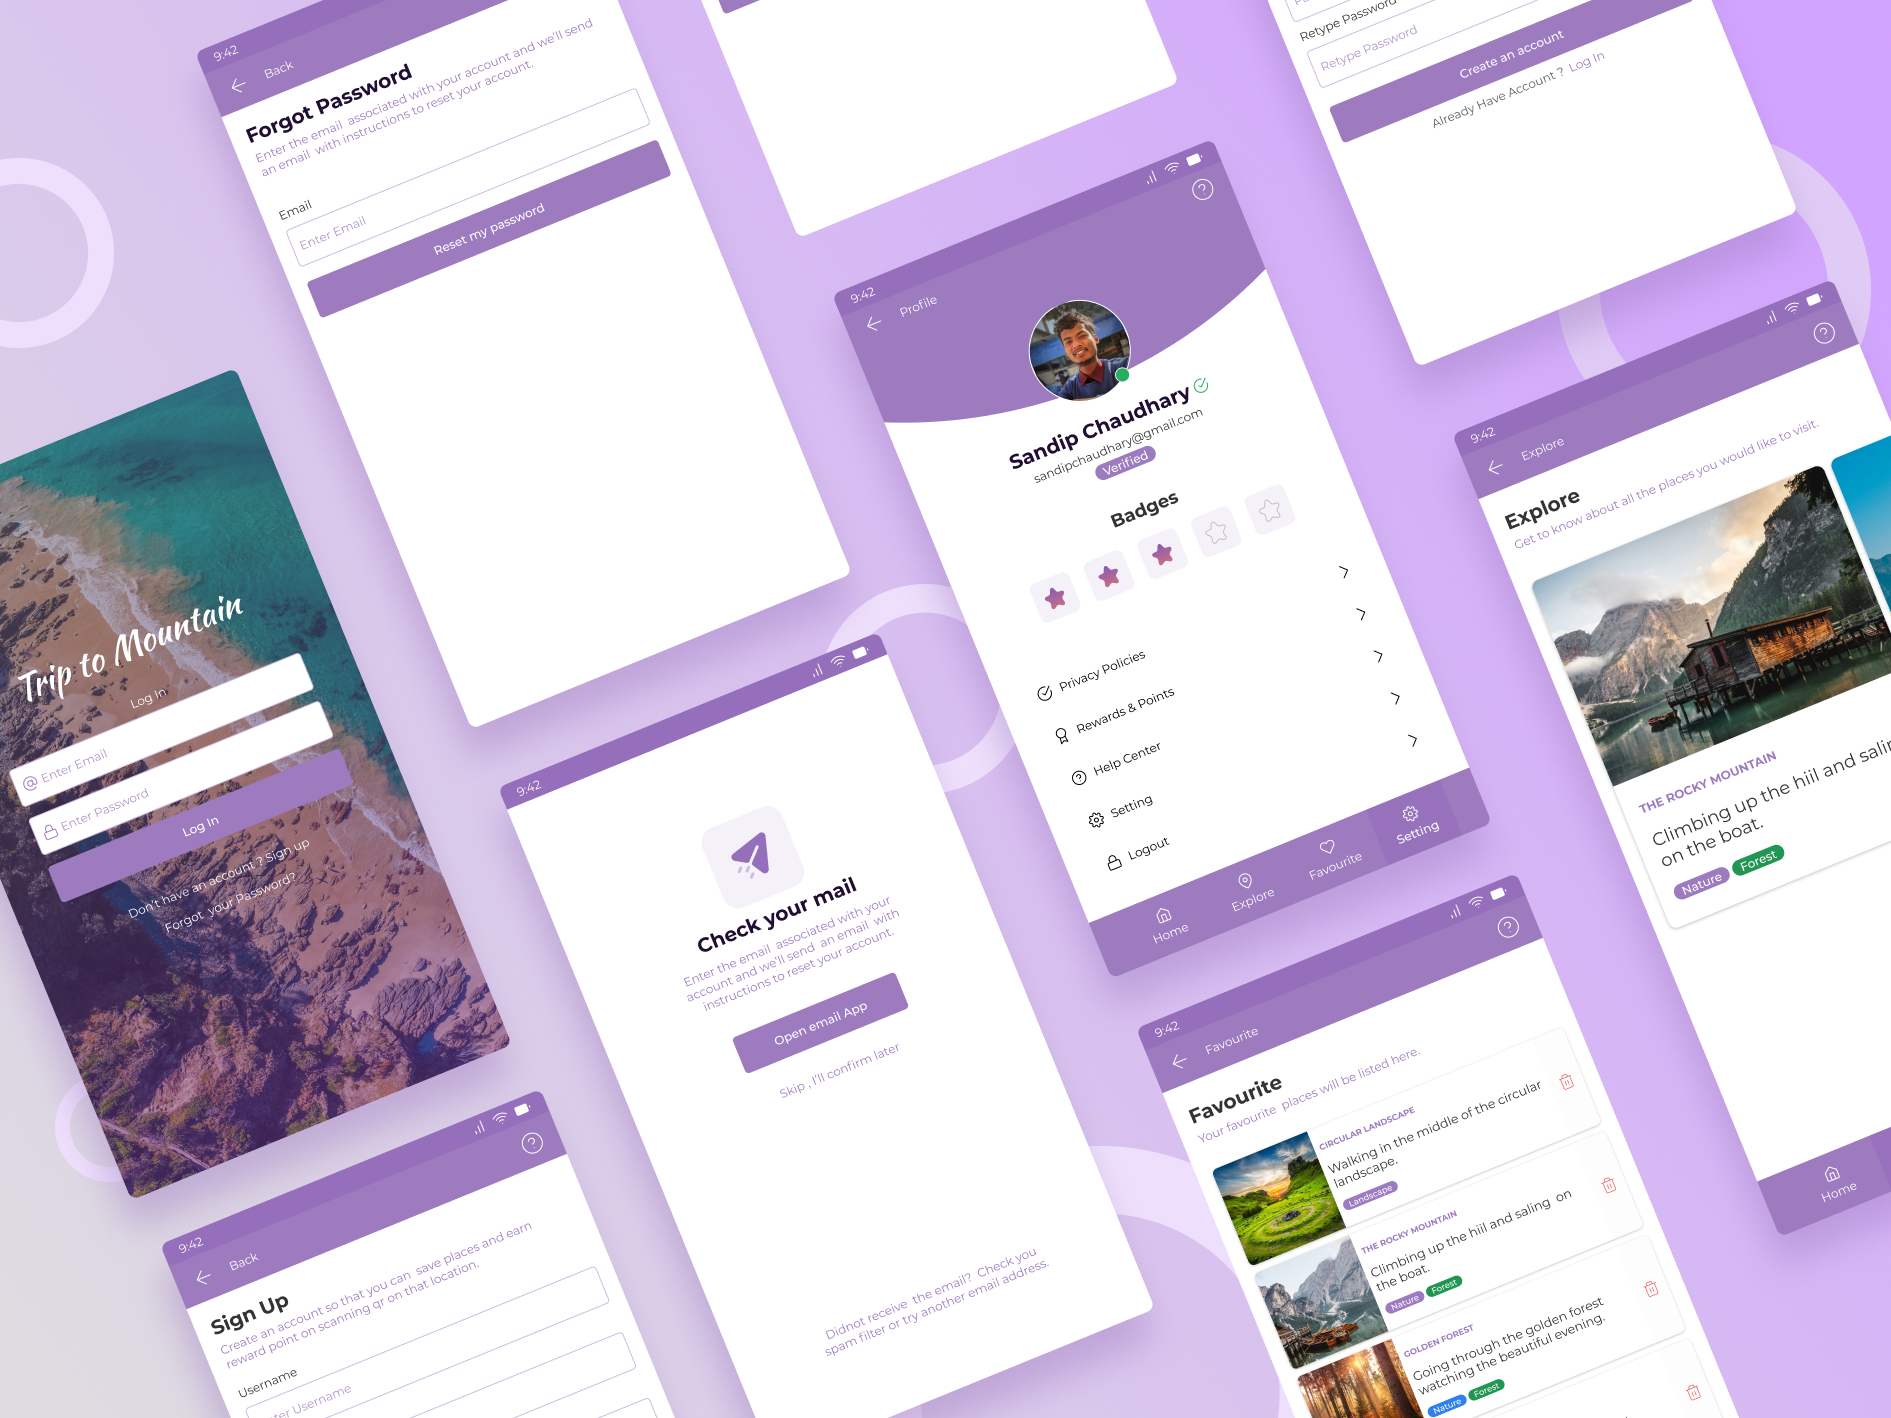 9:42
Back
Forgot Password
Enter the email  associated with your account and we'll send
an email  with instructions to reset your account.
Email
Enter Email
Reset my password
Retype Password
Retype Password
Create an account
Already Have Account ? Log In
9:42
Profile
Sandip Chaudhary
sandipchaudhary@gmail.com
Verified
Badges
Privacy Policies
Rewards & Points
Help Center
Setting
Logout
Home
Explore
Favourite
Setting
9:42
Explore
Explore
Get to know about all the places you would like to visit.
THE ROCKY MOUNTAIN
Climbing up the hiil and
on the boat.
Nature
Forest
Home
Trip to Mountain
Log In
@ Enter Email
Enter Password
Log In
Don't have an account ? Sign up
Forgot  your Password?
9:42
Check your mail
Enter the email  associated with your
account and we'll send  an email  with
instructions to reset your account.
Open email App
Skip , I'll confirm later
Didnot receive  the email?  Check you
spam filter or try another email address.
9:42
Favourite
Favourite
Your favourite  places will be listed here.
CIRCULAR LANDSCAPE
Walking in the middle of the circular
landscape.
Landscape
THE ROCKY MOUNTAIN
Climbing up the hiil and saling  on
the boat.
Nature
Forest
GOLDEN FOREST
Going through the golden forest
watching the beautiful evening.
Nature
Forest
9:42
Back
Sign Up
Create an account so that you can  save places and earn
reward point on scanning qr on that location.
Username
Username